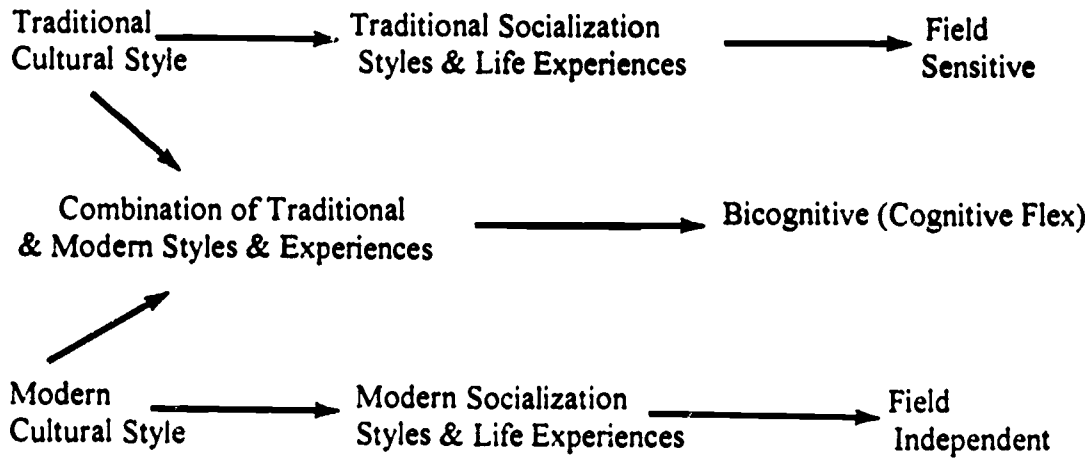 Traditional
Cultural Style
Traditional Socialization
Styles & Life Experiences
Field
Sensitive
Combination of Traditional
& Modern Styles & Experiences
Bicognitive (Cognitive Flex)
Modern
Cultural Style
Modern Socialization
Styles & Life Experiences
Field
Independent